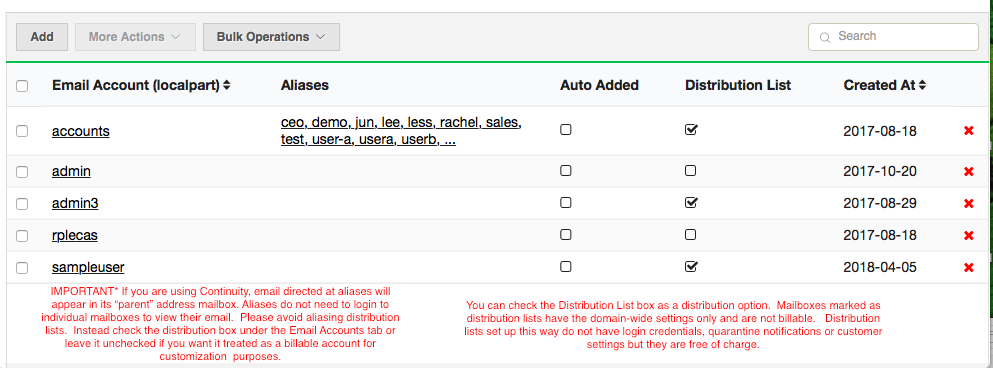 Add More Actions Bulk Operations Search
Email Account (localpart) Aliases Auto Added Distribution List Created At
accounts ceo, demo, jun, lee, less, rachel, sales, 2017-08-18
test, user-a, usera, userb, ...
admin 2017-10-20
admin3 2017-08-29
rplecas 2017-08-18
sampleuser 2018-04-05
IMPORTANT* If you are using Continuity, email directed at aliases will
appear in its “parent” address mailbox. Aliases do not need to login to
individual mailboxes to view their email. Please avoid aliasing distribution
lists. Instead check the distribution box under the Email Accounts tab or
leave it unchecked if you want it treated as a billable account for
customization purposes.
You can check the Distribution List box as a distribution option. Mailboxes marked as
distribution lists have the domain-wide settings only and are not billable. Distribution
lists set up this way do not have login credentials, quarantine notifications or customer
settings but they are free of charge.